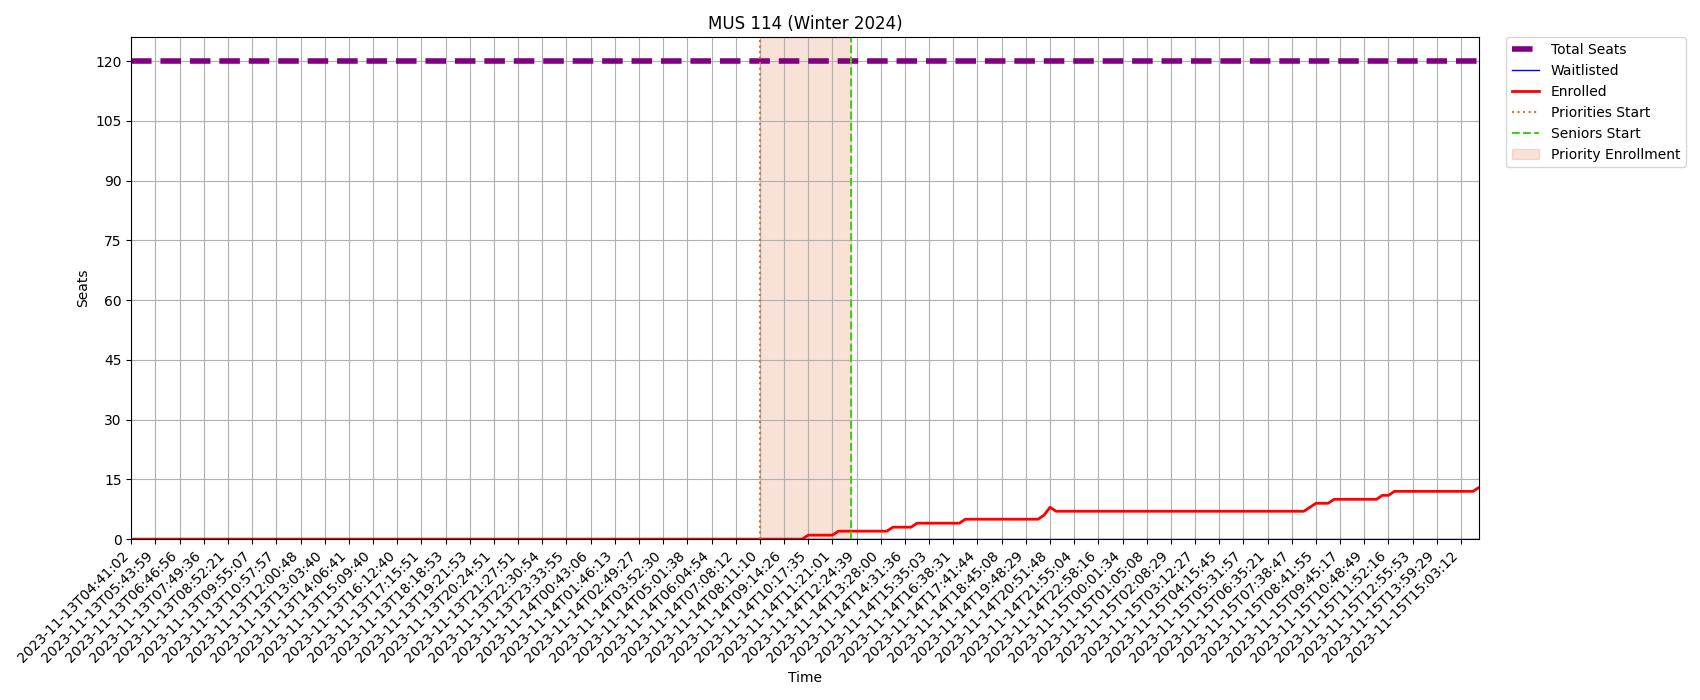 MUS 114 (Winter 2024)
Total Seats
Waitlisted
Enrolled
Priorities Start
Seniors Start
Priority Enrollment
Seats
120
105
90
75
60
45
30
15
0
2023-11-13T04:41:02
2023-11-13T05:43:59
2023-11-13T06:46:56
2023-11-13T07:49:36
2023-11-13T08:52:21
2023-11-13T09:55:07
2023-11-13T10:57:57
2023-11-13T12:00:48
2023-11-13T13:03:40
2023-11-13T14:06:41
2023-11-13T15:09:40
2023-11-13T16:12:40
2023-11-13T17:15:51
2023-11-13T18:18:53
2023-11-13T19:21:53
2023-11-13T20:24:51
2023-11-13T21:27:51
2023-11-13T22:30:54
2023-11-13T23:33:55
2023-11-14T00:43:06
2023-11-14T01:46:13
2023-11-14T02:49:27
2023-11-14T03:52:30
2023-11-14T05:01:38
2023-11-14T06:04:54
2023-11-14T07:08:12
2023-11-14T08:11:10
2023-11-14T09:14:26
2023-11-14T10:17:35
2023-11-14T11:21:01
2023-11-14T12:24:39
2023-11-14T13:28:00
2023-11-14T14:31:36
2023-11-14T15:35:03
2023-11-14T16:38:31
2023-11-14T17:41:44
2023-11-14T18:45:08
2023-11-14T19:48:29
2023-11-14T20:51:48
2023-11-14T21:55:04
2023-11-14T22:58:16
2023-11-15T00:01:34
2023-11-15T01:05:08
2023-11-15T02:08:29
2023-11-15T03:12:27
2023-11-15T04:15:45
2023-11-15T05:31:57
2023-11-15T06:35:21
2023-11-15T07:38:47
2023-11-15T08:41:55
2023-11-15T09:45:17
2023-11-15T10:48:49
2023-11-15T11:52:16
2023-11-15T12:55:53
2023-11-15T13:59:29
2023-11-15T15:03:12
Time